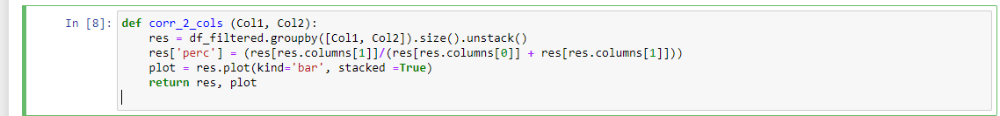 In [8]: def corr_2_cols (Col1, Col2):
    res = df_filtered.groupby([Col1, Col2]).size().unstack()
    res['perc'] = (res[res.columns[1]]/(res[res.columns[0]] + res[res.columns[1]]))
    plot = res.plot(kind='bar', stacked =True)
    return res, plot